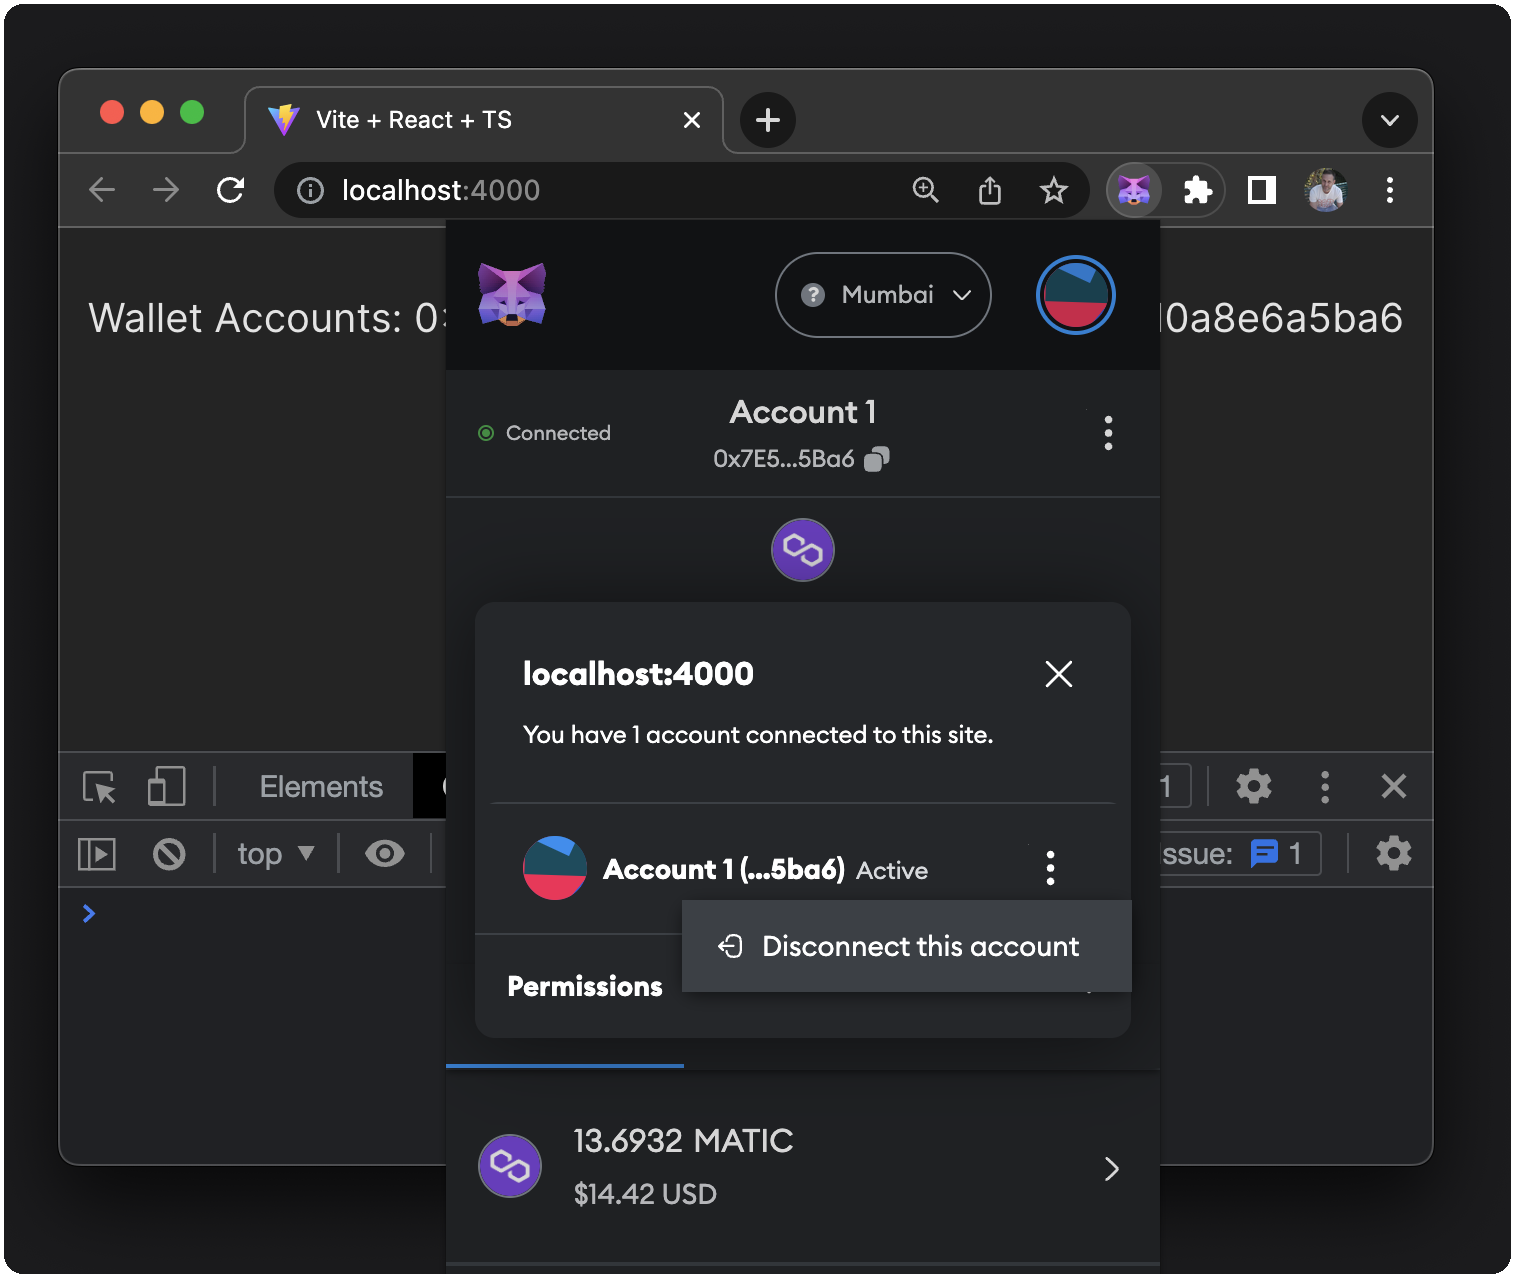 Vite + React + TS
localhost:4000
Mumbai
Wallet Accounts: 0
0a8e6a5ba6
Account 1
Connected
0x7E5...5Ba6
localhost:4000
You have 1 account connected to this site.
Elements
1
top
Account 1 (...5ba6) Active
ssue: 1
Disconnect this account
Permissions
13.6932 MATIC
$14.42 USD